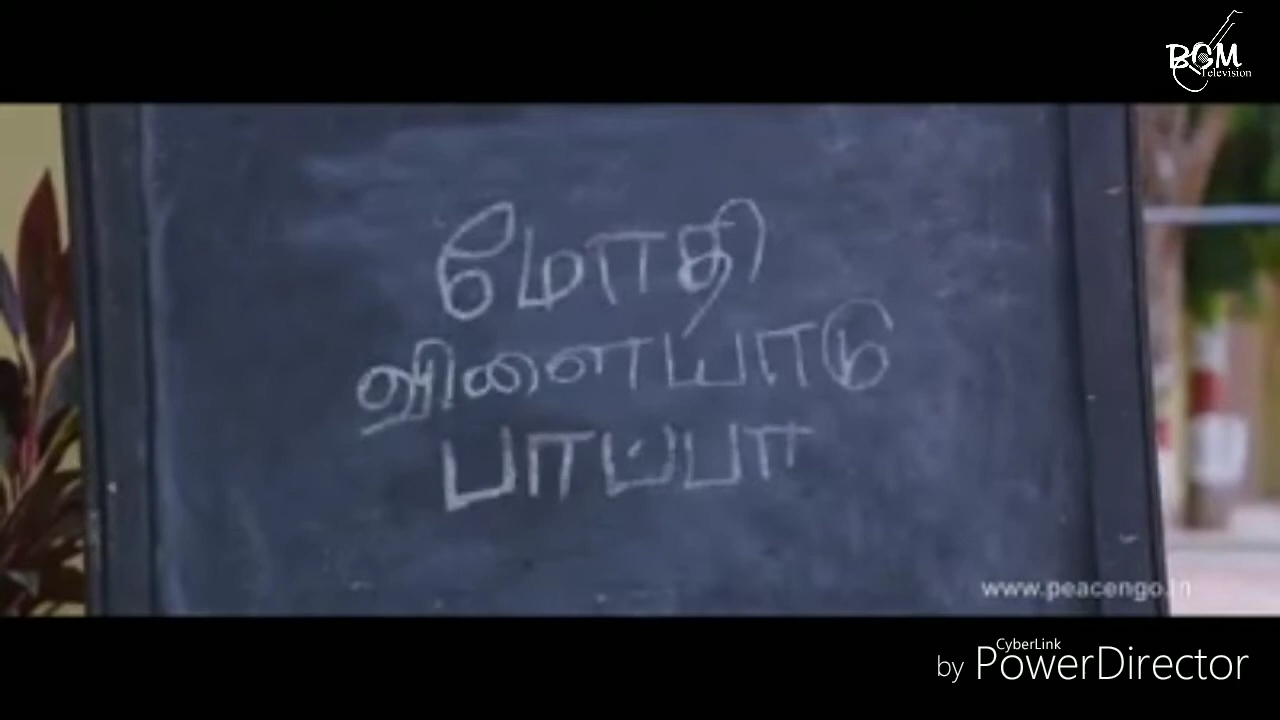 BGM
Television
மோதி
விளையாடு
பாப்பா
www.peacengo.in
CyberLink
by PowerDirector